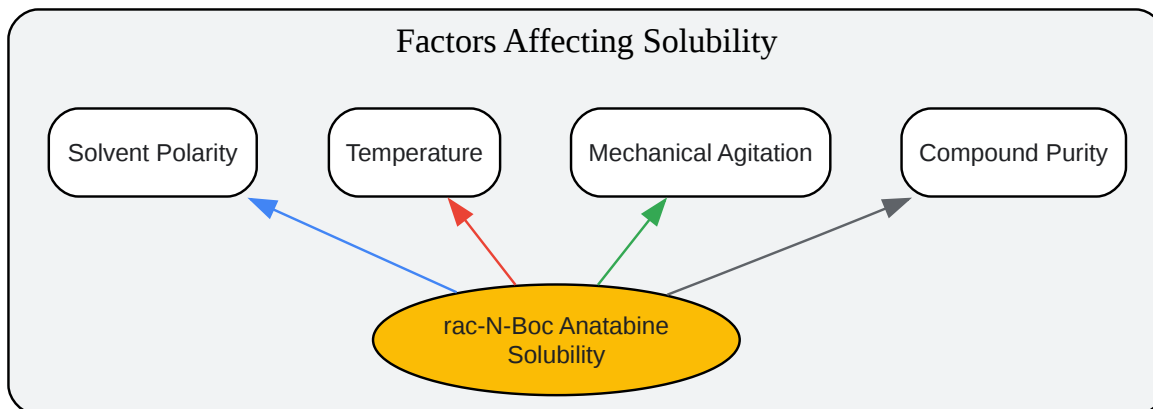 Factors Affecting Solubility
Solvent Polarity
Temperature
Mechanical Agitation
Compound Purity
rac-N-Boc Anatabine
Solubility